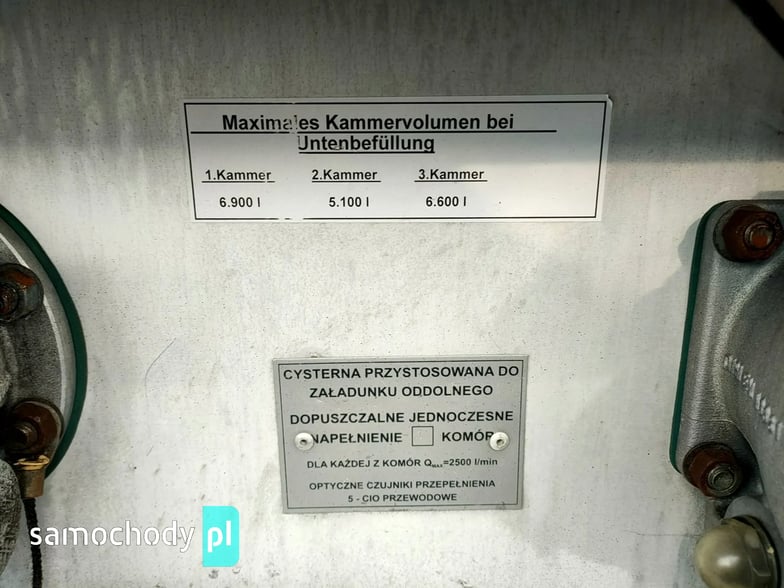 Maximales Kammervolumen bei
Untenbefüllung
1.Kammer 2.Kammer 3.Kammer
6.900 l 5.100 l 6.600 l
CYSTERNA PRZYSTOSOWANA DO
ZAŁADUNKU ODDOLNEGO
DOPUSZCZALNE JEDNOCZESNE
NAPEŁNIENIE KOMÓR
DLA KAŻDEJ Z KOMÓR QMAX=2500 l/min
OPTYCZNE CZUJNIKI PRZEPEŁNIENIA
5 - CIO PRZEWODOWE
samochody pl